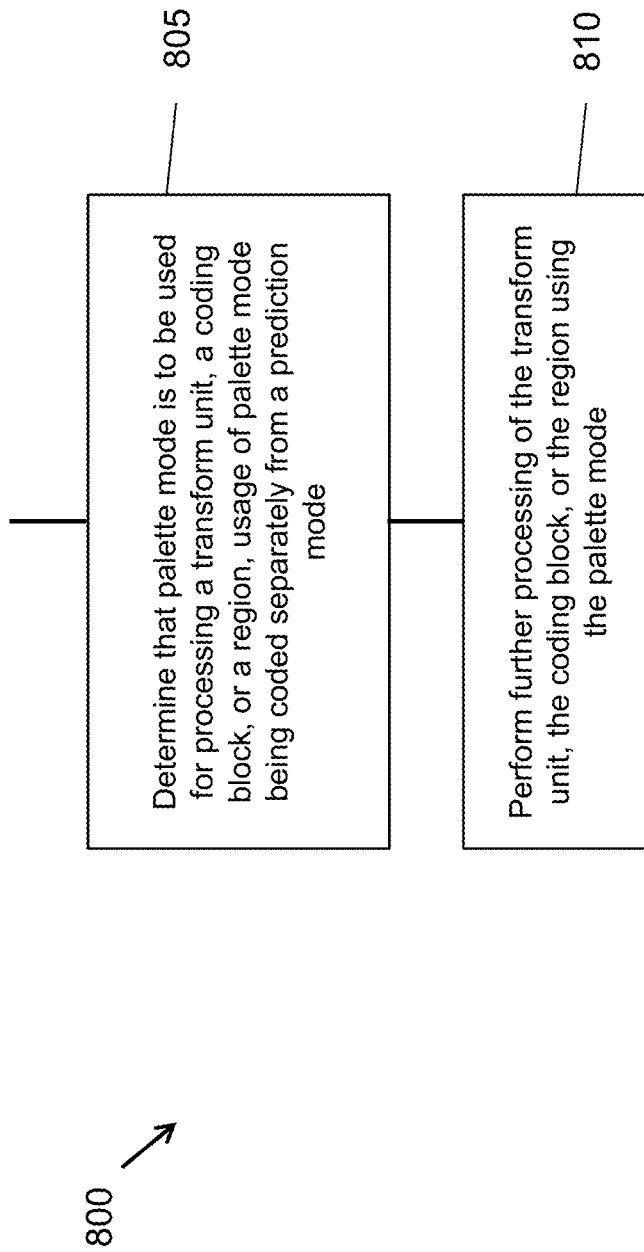 800
Determine that palette mode is to be used
for processing a transform unit, a coding
block, or a region, usage of palette mode
being coded separately from a prediction
mode
805
Perform further processing of the transform
unit, the coding block, or the region using
the palette mode
810